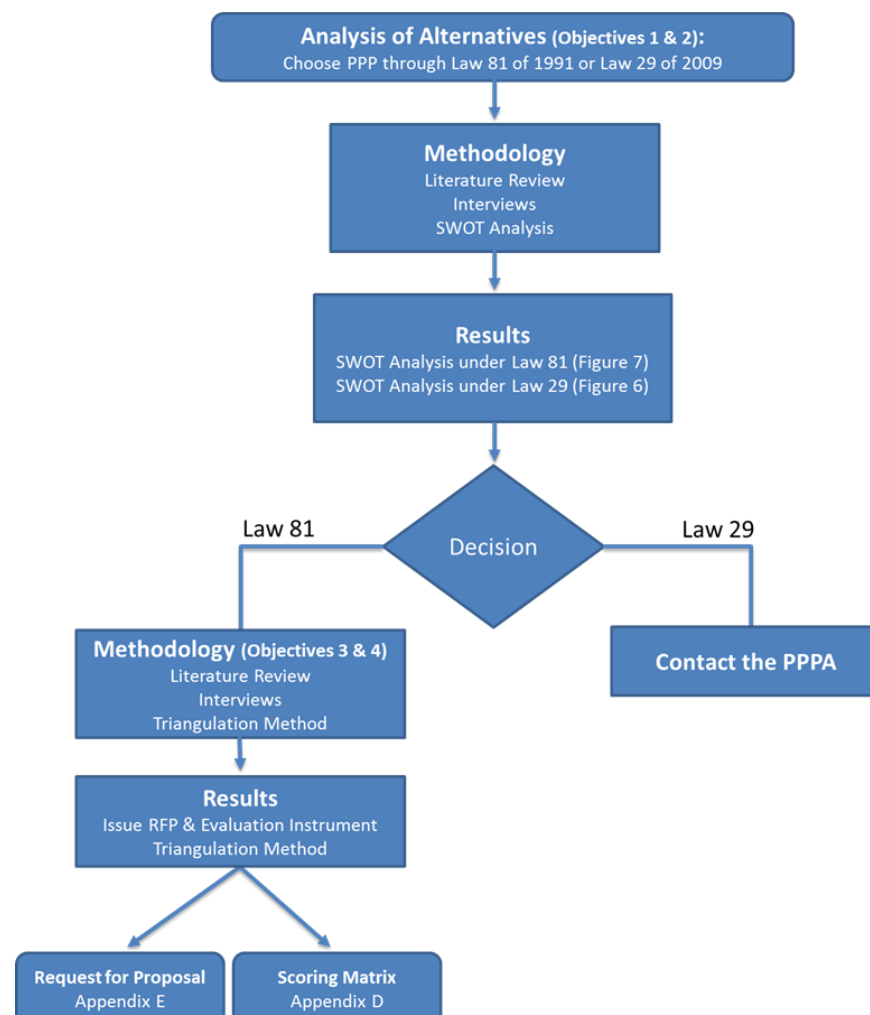 Analysis of Alternatives (Objectives 1 & 2):
Choose PPP through Law 81 of 1991 or Law 29 of 2009
Methodology
Literature Review
Interviews
SWOT Analysis
Results
SWOT Analysis under Law 81 (Figure 7)
SWOT Analysis under Law 29 (Figure 6)
Law 81
Decision
Law 29
Methodology (Objectives 3 & 4)
Literature Review
Interviews
Triangulation Method
Contact the PPPA
Results
Issue RFP & Evaluation Instrument
Triangulation Method
Request for Proposal
Appendix E
Scoring Matrix
Appendix D